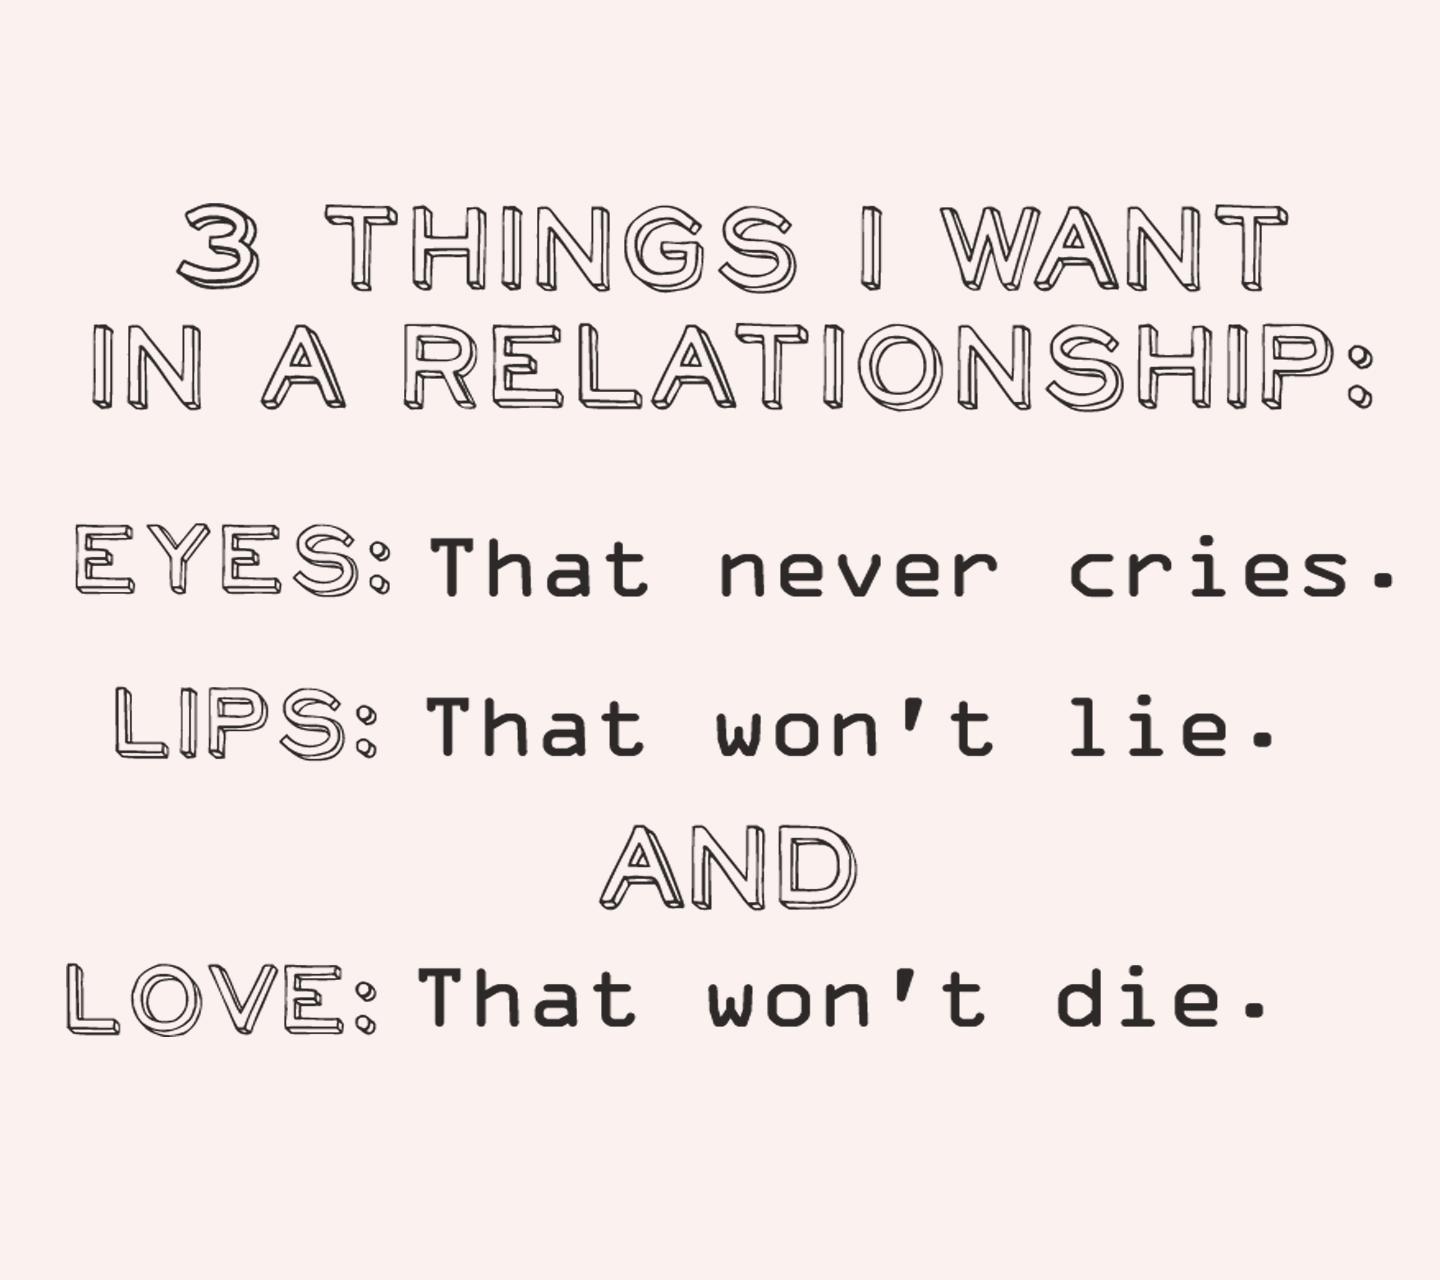 3 THINGS I WANT
IN A RELATIONSHIP:
EYES: That never cries.
LIPS: That won't lie.
AND
LOVE: That won't die.